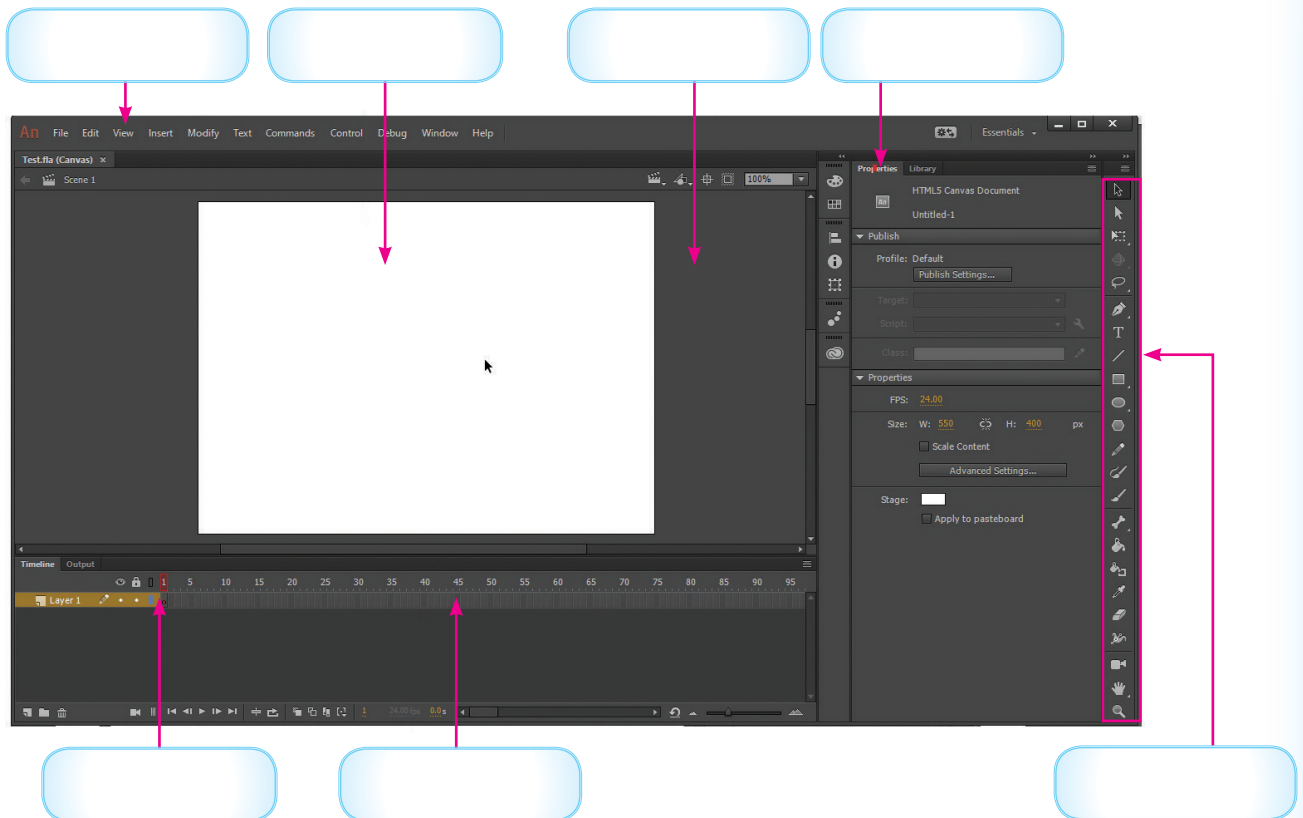 An File Edit View Insert Modify Text Commands Control Debug Window Help Essentials
Test.fla (Canvas) ×
Scene 1
100%
Properties Library
HTML5 Canvas Document
An
Untitled-1
Publish
Profile: Default
Publish Settings...
Target:
Script:
Class:
Properties
FPS: 24.00
Size: W: 550 H: 400 px
Scale Content
Advanced Settings...
Stage:
Apply to pasteboard
T
Timeline Output
1 5 10 15 20 25 30 35 40 45 50 55 60 65 70 75 80 85 90 95
Layer 1
1 24.00 fps 0.0 s